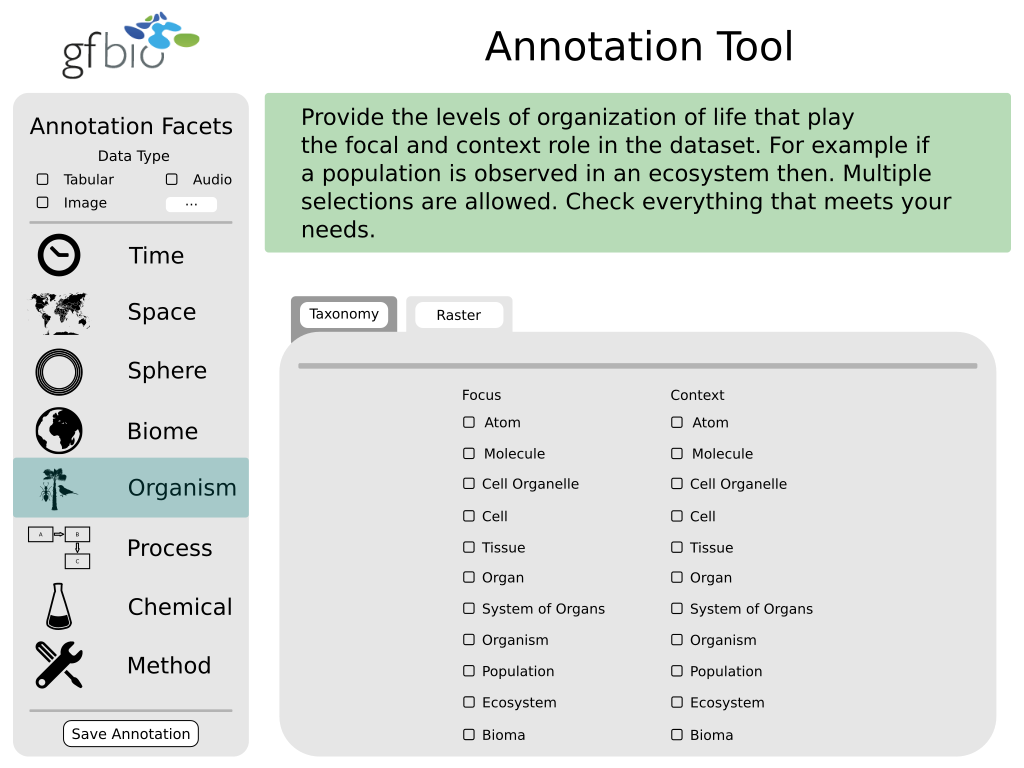 gfbio
Annotation Tool
Annotation Facets
Data Type
Tabular
Audio
Image
...
Time
Space
Sphere
Biome
Organism
A
B
C
Process
Chemical
Method
Save Annotation
Provide the levels of organization of life that play
the focal and context role in the dataset. For example if
a population is observed in an ecosystem then. Multiple
selections are allowed. Check everything that meets your
needs.
Taxonomy
Raster
Focus
Atom
Molecule
Cell Organelle
Cell
Tissue
Organ
System of Organs
Organism
Population
Ecosystem
Bioma
Context
Atom
Molecule
Cell Organelle
Cell
Tissue
Organ
System of Organs
Organism
Population
Ecosystem
Bioma